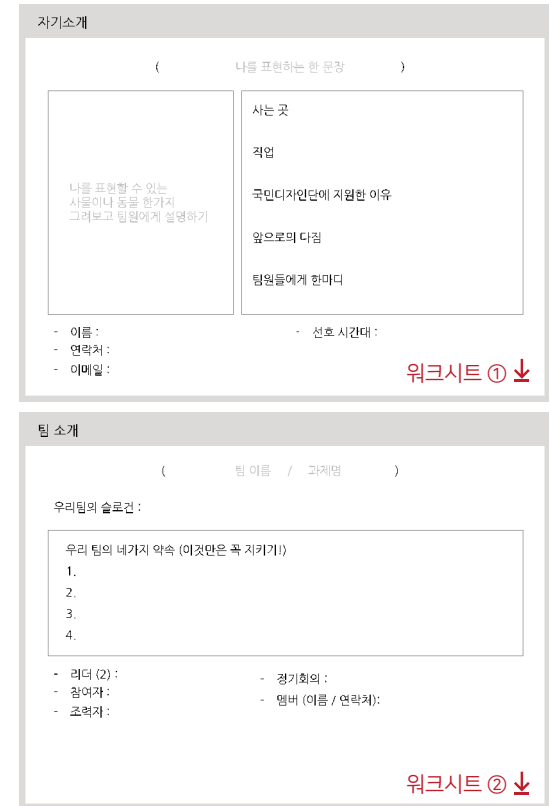 자기소개
( 나를 표현하는 한 문장 )
나를 표현할 수 있는
사물이나 동물 한가지
그려보고 팀원에게 설명하기
사는 곳
직업
국민디자인단에 지원한 이유
앞으로의 다짐
팀원들에게 한마디
- 이름 :
- 연락처 :
- 이메일 :
- 선호 시간대 :
워크시트 ①
팀 소개
( 팀 이름 / 과제명 )
우리팀의 슬로건 :
우리 팀의 네가지 약속 (이것만은 꼭 지키기!)
1.
2.
3.
4.
- 리더 (2) :
- 참여자 :
- 조력자 :
- 정기회의 :
- 멤버 (이름 / 연락처):
워크시트 ②